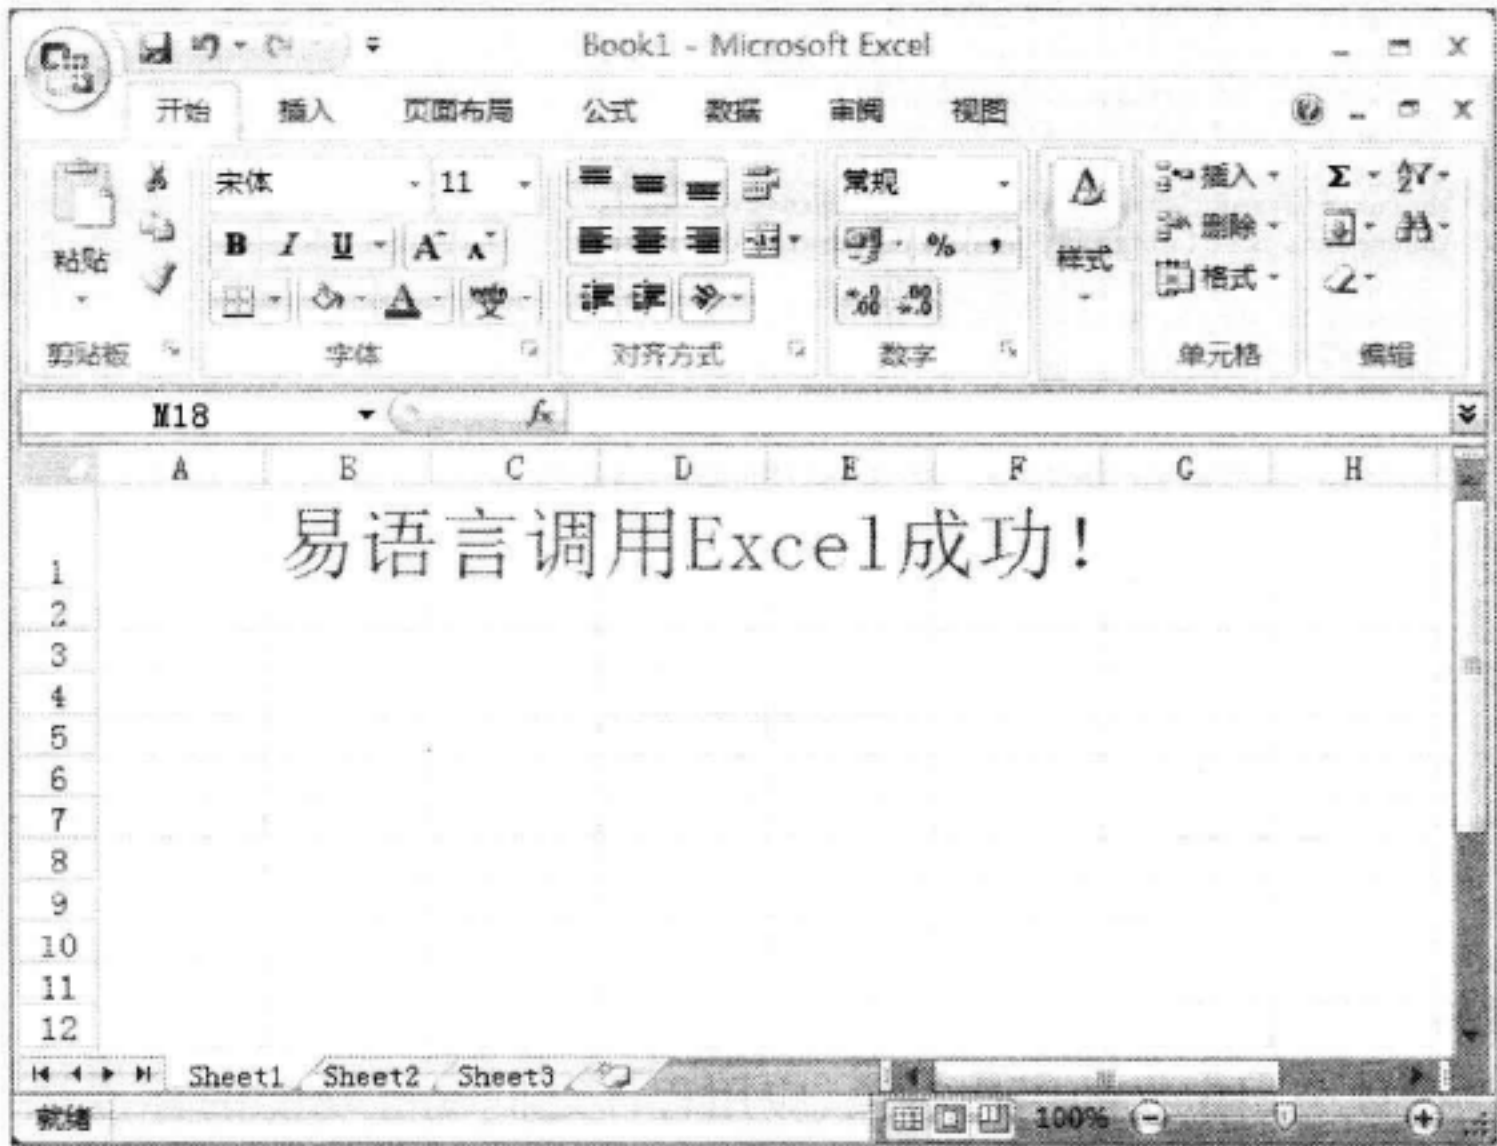 Book1 - Microsoft Excel
开始 插入 页面布局 公式 数据 审阅 视图
宋体 11 常规 插入
粘贴 B I U A A % , 样式 删除
A 格式
剪贴板 字体 对齐方式 数字 单元格 编辑
M18 fx
A B C D E F G H
易语言调用Excel成功!
1
2
3
4
5
6
7
8
9
10
11
12
Sheet1 Sheet2 Sheet3
就绪 100%